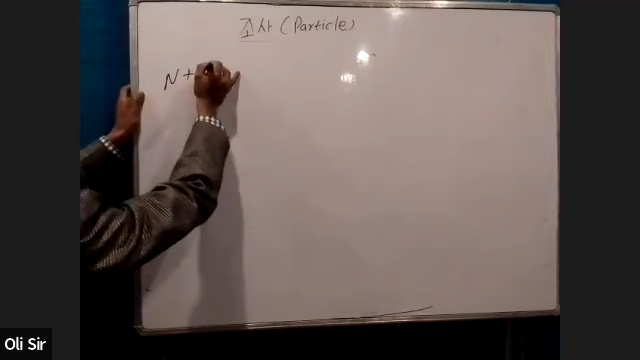 조사 (Particle)
N+
Oli Sir